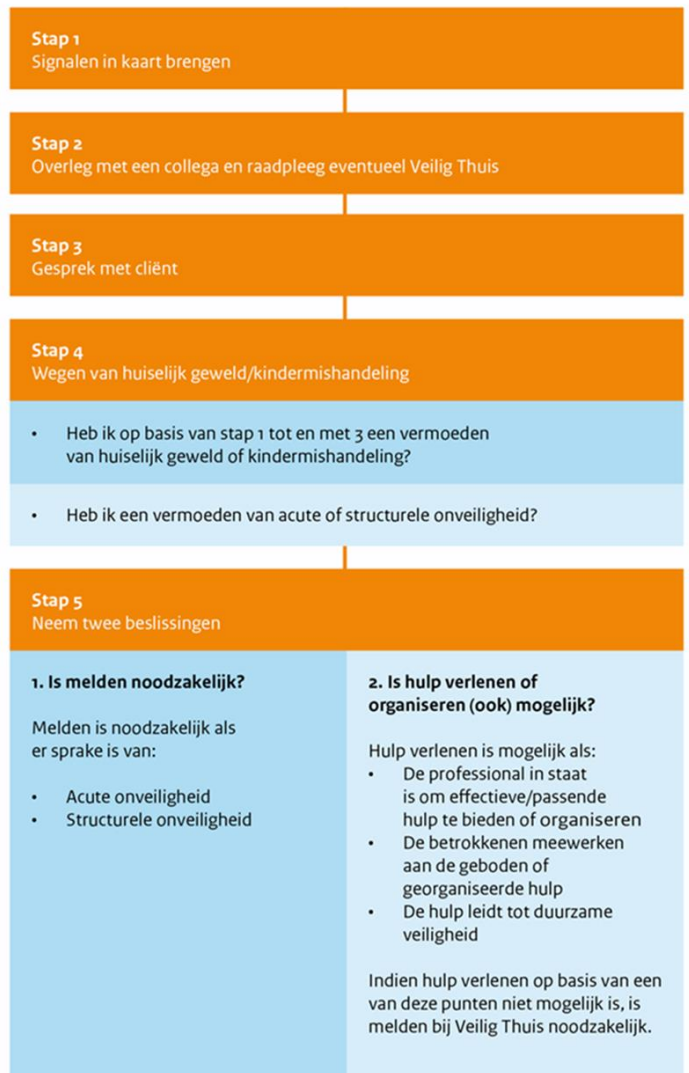 Stap 1
Signalen in kaart brengen
Stap 2
Overleg met een collega en raadpleeg eventueel Veilig Thuis
Stap 3
Gesprek met cliënt
Stap 4
Wegen van huiselijk geweld/kindermishandeling
• Heb ik op basis van stap 1 tot en met 3 een vermoeden
van huiselijk geweld of kindermishandeling?
• Heb ik een vermoeden van acute of structurele onveiligheid?
Stap 5
Neem twee beslissingen
1. Is melden noodzakelijk?
Melden is noodzakelijk als
er sprake is van:
• Acute onveiligheid
• Structurele onveiligheid
2. Is hulp verlenen of
organiseren (ook) mogelijk?
Hulp verlenen is mogelijk als:
• De professional in staat
is om effectieve/passende
hulp te bieden of organiseren
• De betrokkenen meewerken
aan de geboden of
georganiseerde hulp
• De hulp leidt tot duurzame
veiligheid
Indien hulp verlenen op basis van een
van deze punten niet mogelijk is, is
melden bij Veilig Thuis noodzakelijk.